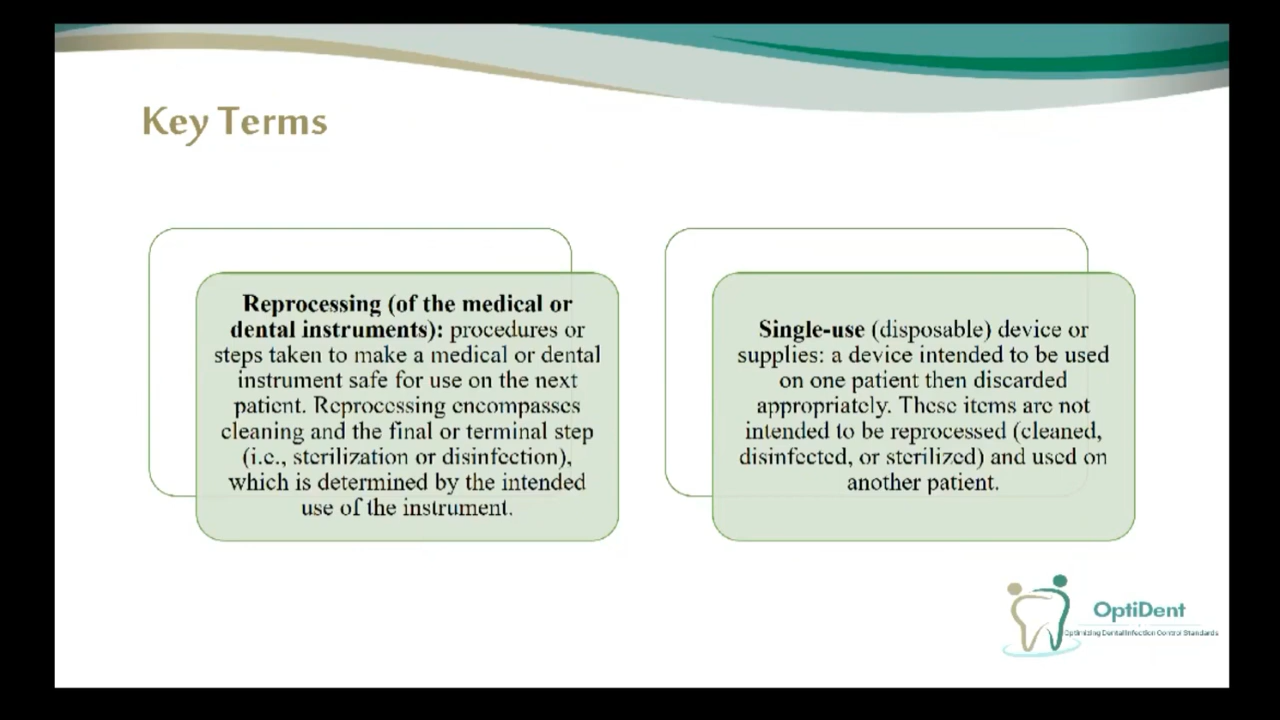 Key Terms
Reprocessing (of the medical or
dental instruments): procedures or
steps taken to make a medical or dental
instrument safe for use on the next
patient. Reprocessing encompasses
cleaning and the final or terminal step
(i.e., sterilization or disinfection),
which is determined by the intended
use of the instrument.
Single-use (disposable) device or
supplies: a device intended to be used
on one patient then discarded
appropriately. These items are not
intended to be reprocessed (cleaned,
disinfected, or sterilized) and used on
another patient.
OptiDent
Optimizing Dental Infection Control Standards